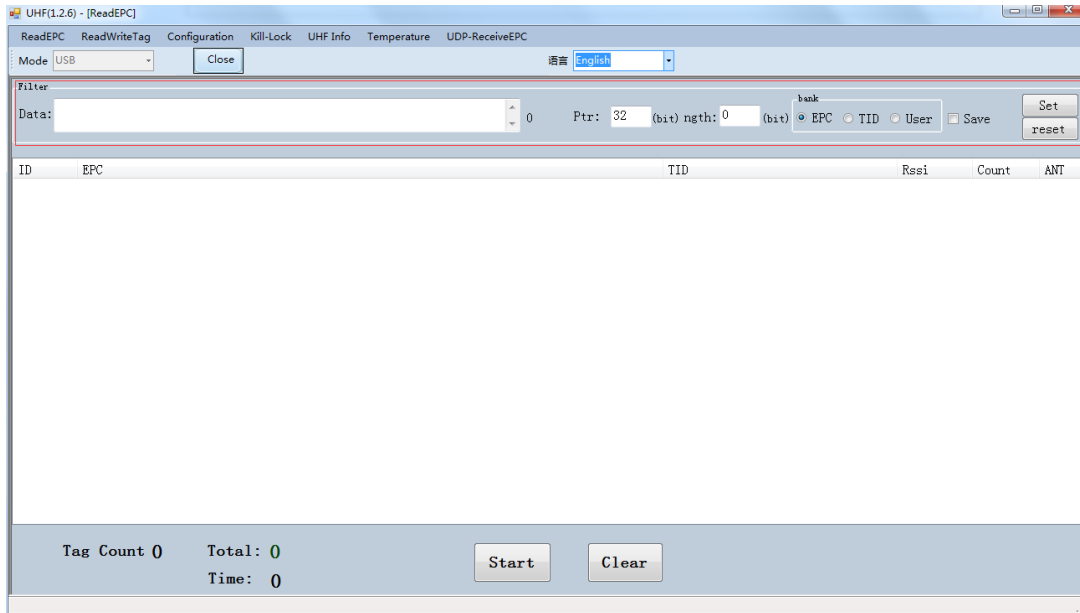 UHF(1.2.6) - [ReadEPC]
ReadEPC ReadWriteTag Configuration Kill-Lock UHF Info Temperature UDP-ReceiveEPC
Mode USB Close 语言 English
Filter
Data: 0 Ptr: 32 (bit) ngth: 0 (bit) bank EPC TID User Save Set
reset
ID EPC TID Rssi Count ANT
Tag Count 0 Total: 0 Start Clear
Time: 0